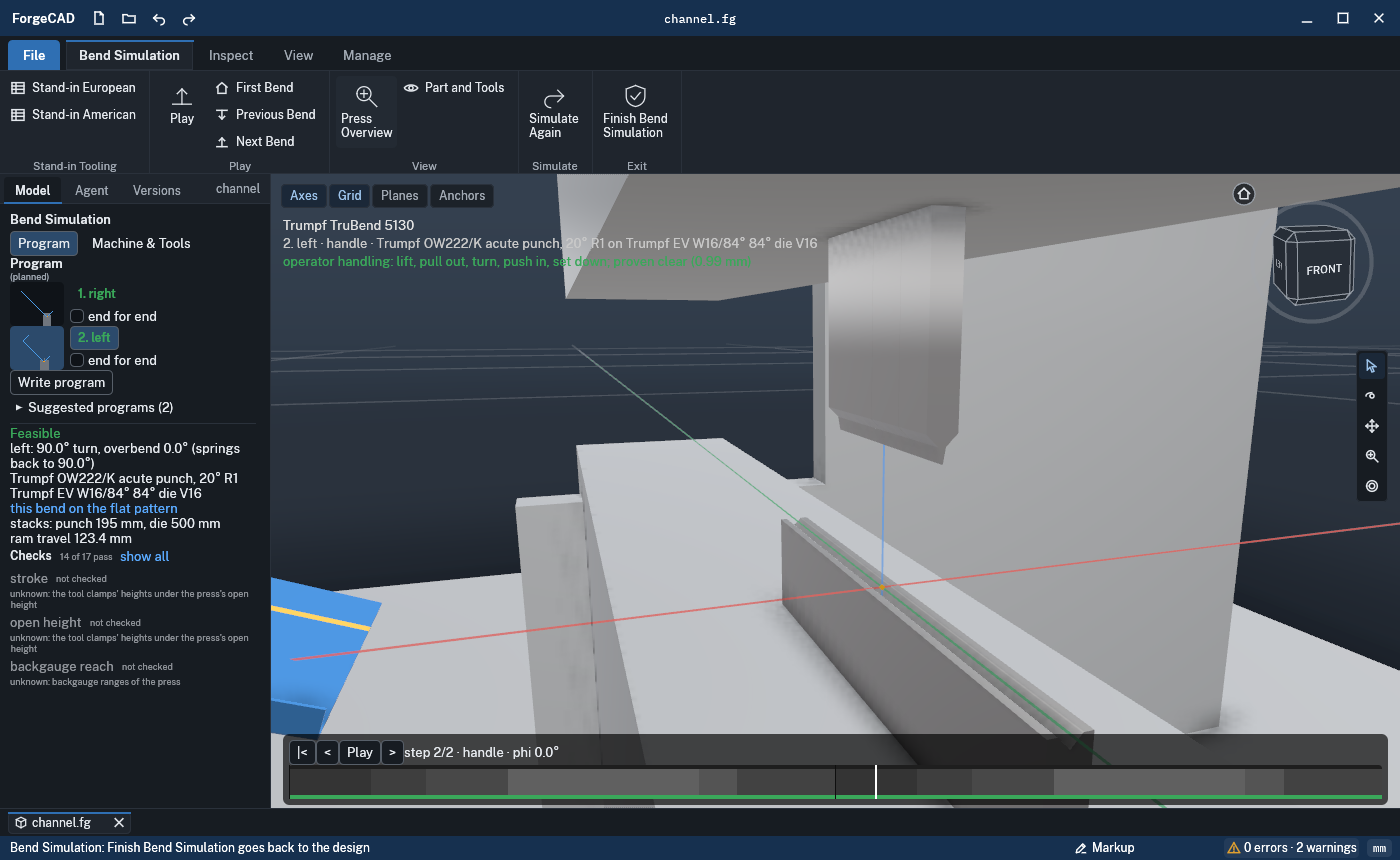 ForgeCAD
channel.fg
File
Bend Simulation
Inspect
View
Manage
Stand-in European
Stand-in American
Stand-in Tooling
Play
First Bend
Previous Bend
Next Bend
Play
Press Overview
Part and Tools
View
Simulate Again
Simulate
Finish Bend Simulation
Exit
Model
Agent
Versions
channel
Bend Simulation
Program
Machine & Tools
Program
(planned)
1. right
end for end
2. left
end for end
Write program
Suggested programs (2)
Feasible
left: 90.0° turn, overbend 0.0° (springs
back to 90.0°)
Trumpf OW222/K acute punch, 20° R1
Trumpf EV W16/84° 84° die V16
this bend on the flat pattern
stacks: punch 195 mm, die 500 mm
ram travel 123.4 mm
Checks 14 of 17 pass show all
stroke not checked
unknown: the tool clamps' heights under the press's open
height
open height not checked
unknown: the tool clamps' heights under the press's open
height
backgauge reach not checked
unknown: backgauge ranges of the press
Axes
Grid
Planes
Anchors
Trumpf TruBend 5130
2. left · handle · Trumpf OW222/K acute punch, 20° R1 on Trumpf EV W16/84° 84° die V16
operator handling: lift, pull out, turn, push in, set down
FRONT
|<
<
Play
>
step 2/2 · handle · phi 0.0°
channel.fg
Bend Simulation: Finish Bend Simulation goes back to the design
Markup
0 errors · 2 warnings
mm